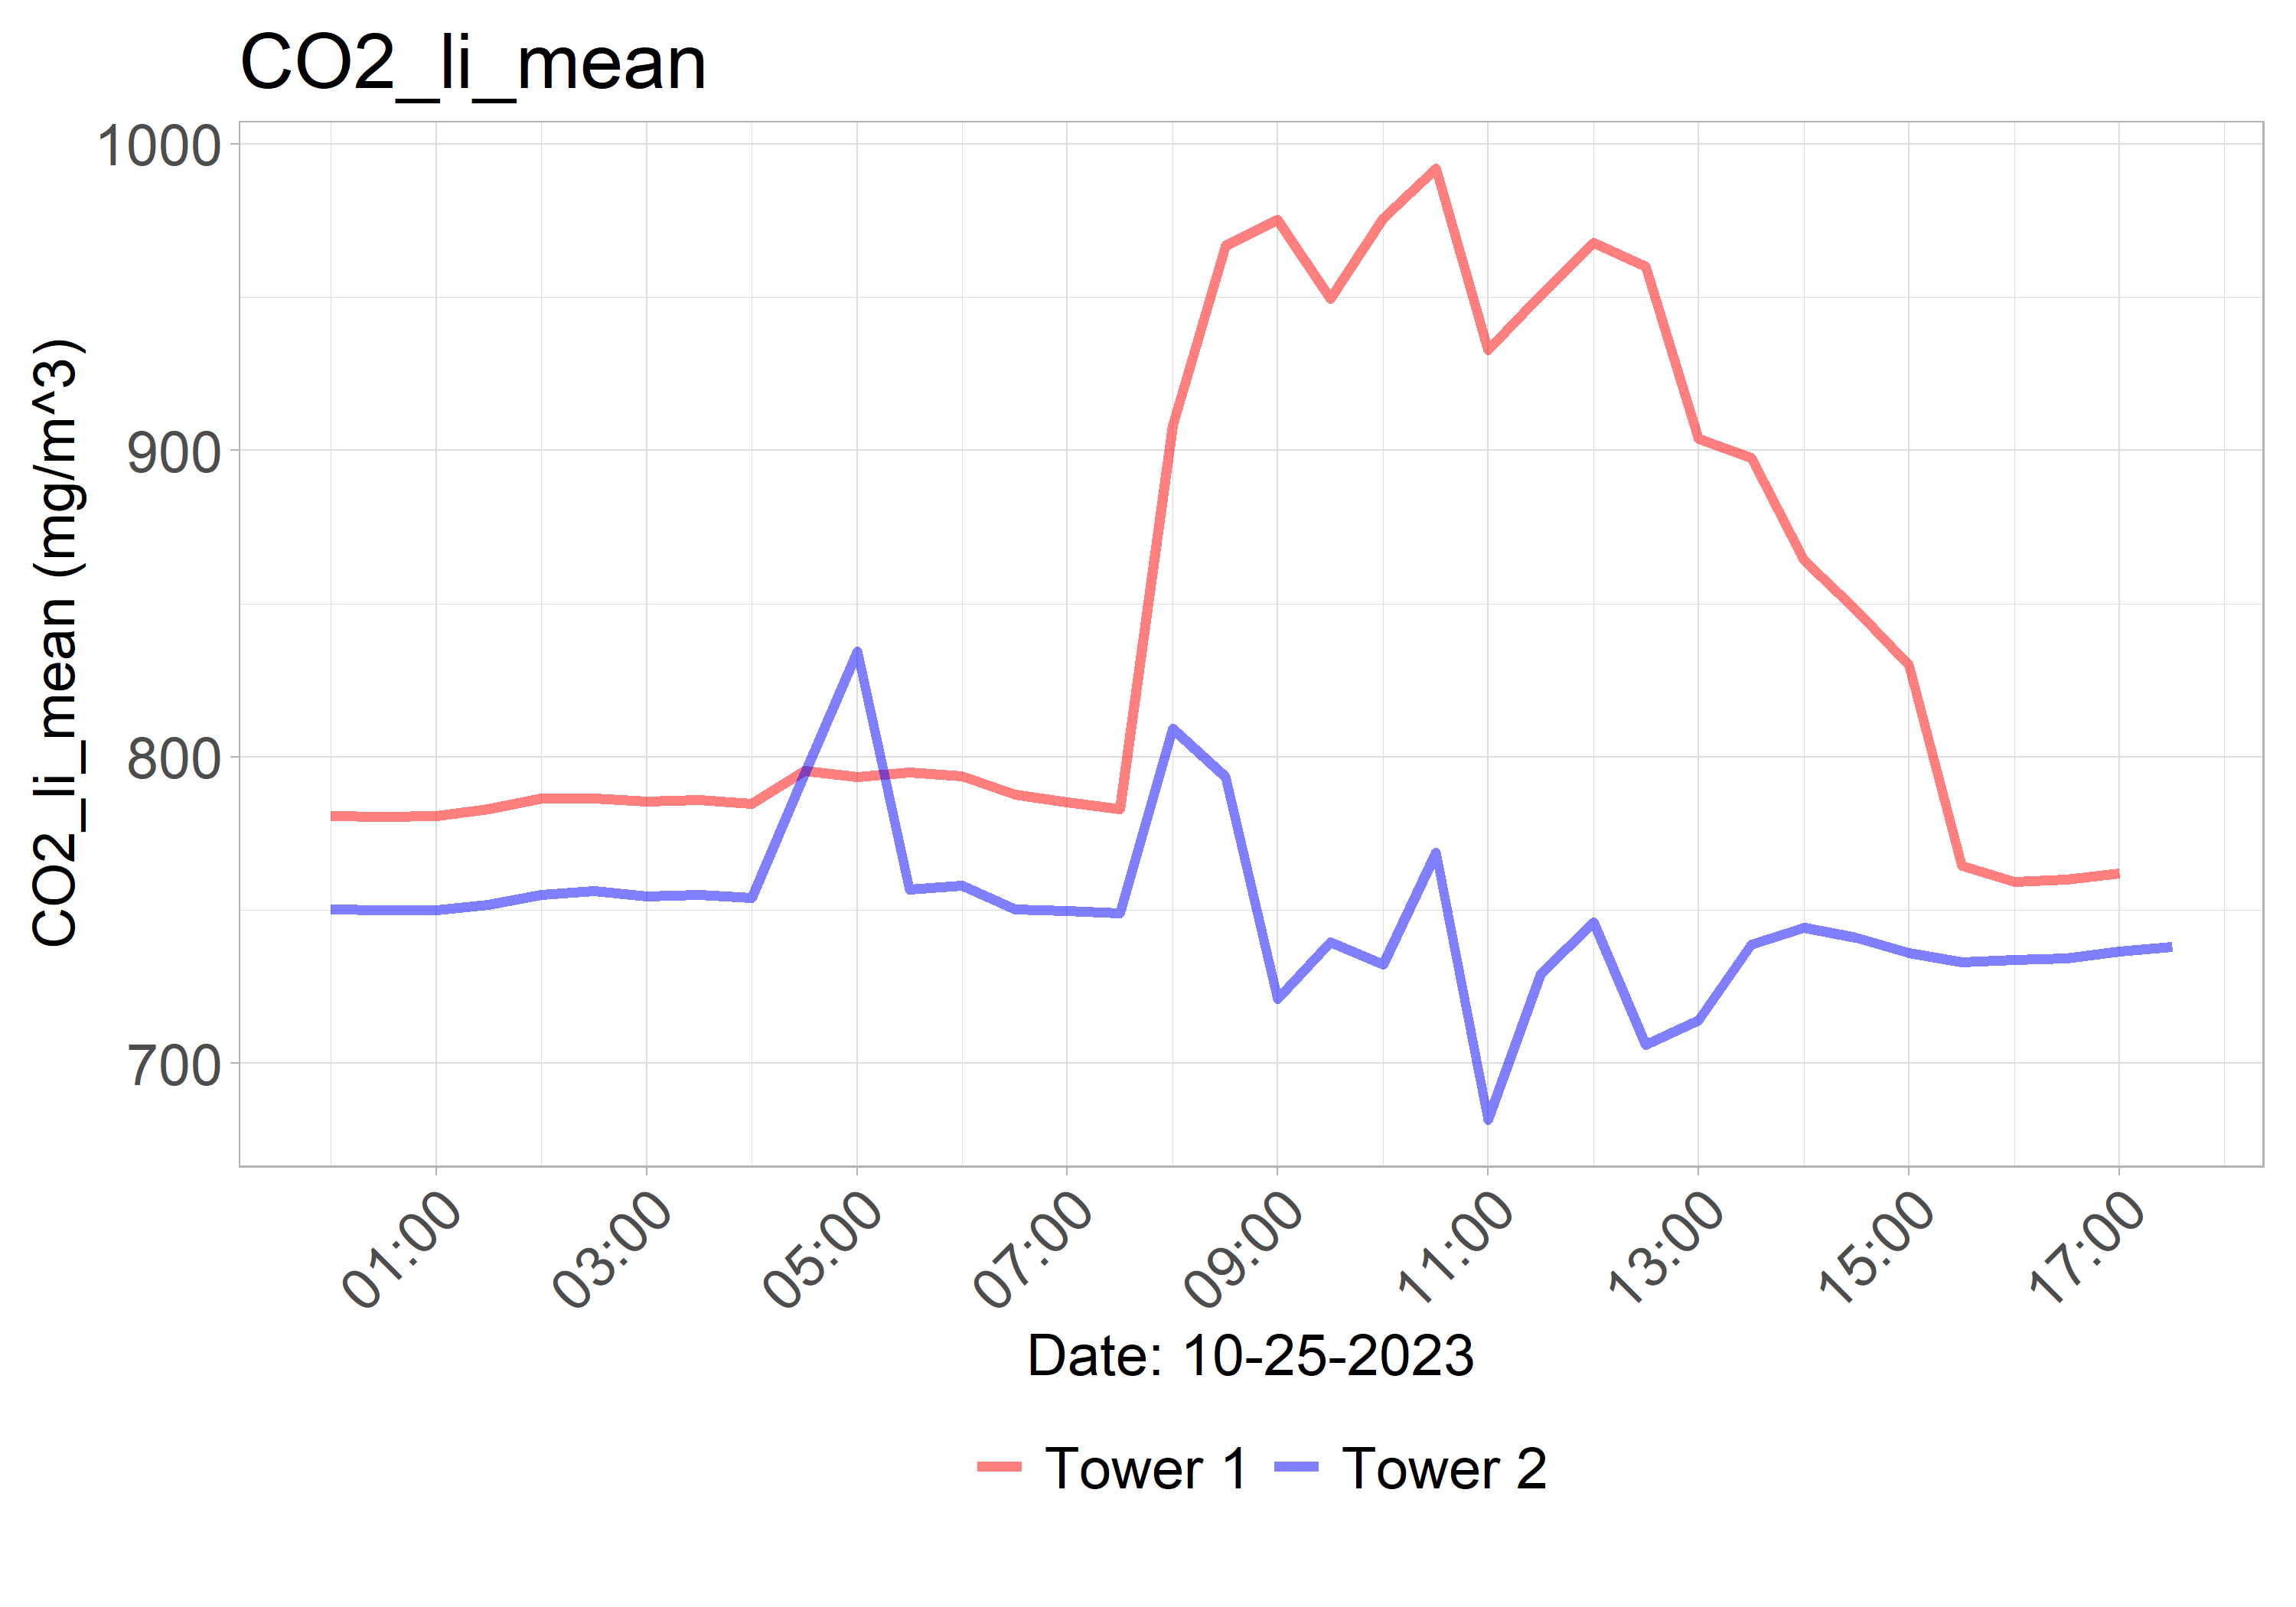 CO2_li_mean
CO2_li_mean (mg/m^3)
1000
900
800
700
01:00
03:00
05:00
07:00
09:00
11:00
13:00
15:00
17:00
Date: 10-25-2023
Tower 1
Tower 2